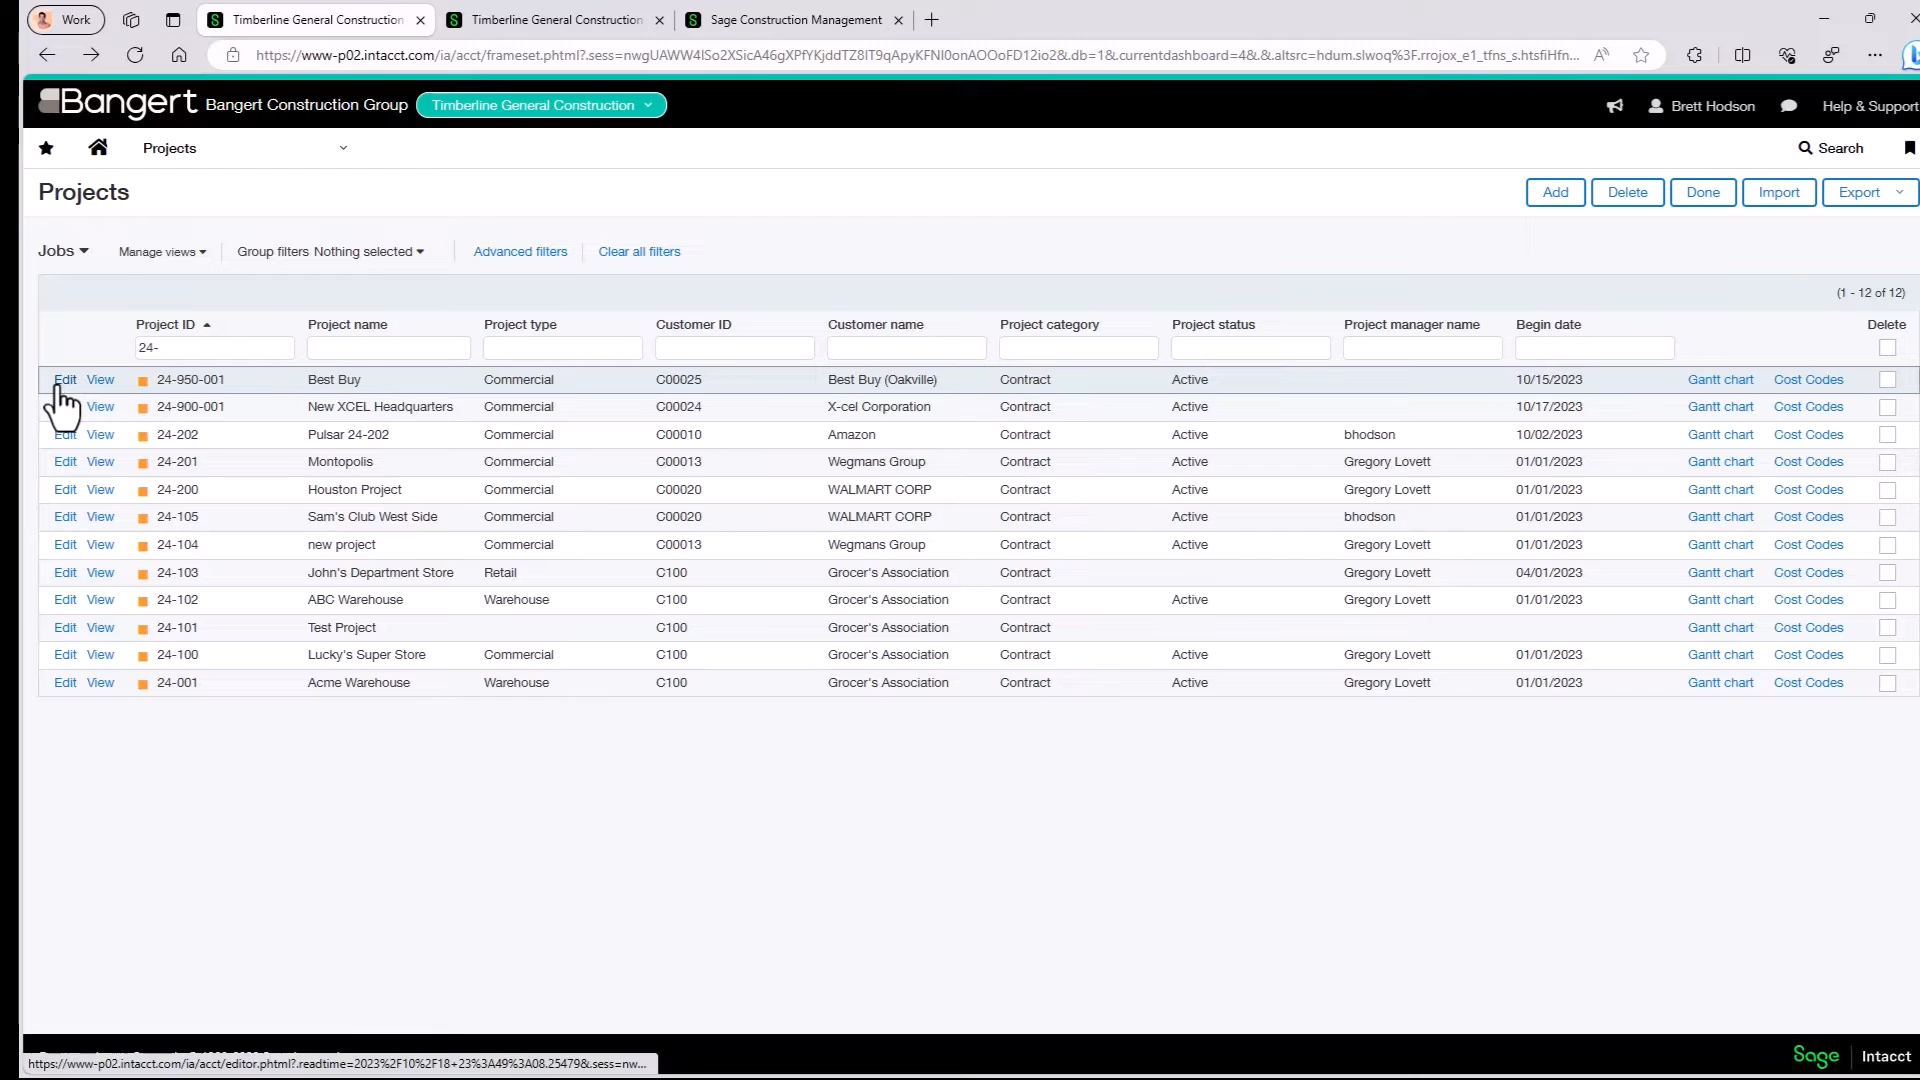 Work
Timberline General Construction
Timberline General Construction
Sage Construction Management
https://www-p02.intacct.com/ia/acct/frameset.phtml?.sess=nwgUAWW4lSo2XSicA46gXPfYKjddTZ8lT9qApyKFNl0onAOOoFD12io2&.db=1&.currentdashboard=4&.&.altsrc=hdum.slwoq%3F.rrojox_e1_tfns_s.htsfiHfn...
Bangert Bangert Construction Group Timberline General Construction
Brett Hodson Help & Support
Projects Search
Projects Add Delete Done Import Export
Jobs Manage views Group filters Nothing selected Advanced filters Clear all filters
(1 - 12 of 12)
Project ID Project name Project type Customer ID Customer name Project category Project status Project manager name Begin date Delete
24-
Edit View 24-950-001 Best Buy Commercial C00025 Best Buy (Oakville) Contract Active 10/15/2023 Gantt chart Cost Codes
View 24-900-001 New XCEL Headquarters Commercial C00024 X-cel Corporation Contract Active 10/17/2023 Gantt chart Cost Codes
Edit View 24-202 Pulsar 24-202 Commercial C00010 Amazon Contract Active bhodson 10/02/2023 Gantt chart Cost Codes
Edit View 24-201 Montopolis Commercial C00013 Wegmans Group Contract Active Gregory Lovett 01/01/2023 Gantt chart Cost Codes
Edit View 24-200 Houston Project Commercial C00020 WALMART CORP Contract Active Gregory Lovett 01/01/2023 Gantt chart Cost Codes
Edit View 24-105 Sam's Club West Side Commercial C00020 WALMART CORP Contract Active bhodson 01/01/2023 Gantt chart Cost Codes
Edit View 24-104 new project Commercial C00013 Wegmans Group Contract Active Gregory Lovett 01/01/2023 Gantt chart Cost Codes
Edit View 24-103 John's Department Store Retail C100 Grocer's Association Contract Gregory Lovett 04/01/2023 Gantt chart Cost Codes
Edit View 24-102 ABC Warehouse Warehouse C100 Grocer's Association Contract Active Gregory Lovett 01/01/2023 Gantt chart Cost Codes
Edit View 24-101 Test Project C100 Grocer's Association Contract Gantt chart Cost Codes
Edit View 24-100 Lucky's Super Store Commercial C100 Grocer's Association Contract Active Gregory Lovett 01/01/2023 Gantt chart Cost Codes
Edit View 24-001 Acme Warehouse Warehouse C100 Grocer's Association Contract Active Gregory Lovett 01/01/2023 Gantt chart Cost Codes
https://www-p02.intacct.com/ia/acct/editor.phtml?.readtime=2023%2F10%2F18+23%3A49%3A08.25479&.sess=nw...
Sage Intacct